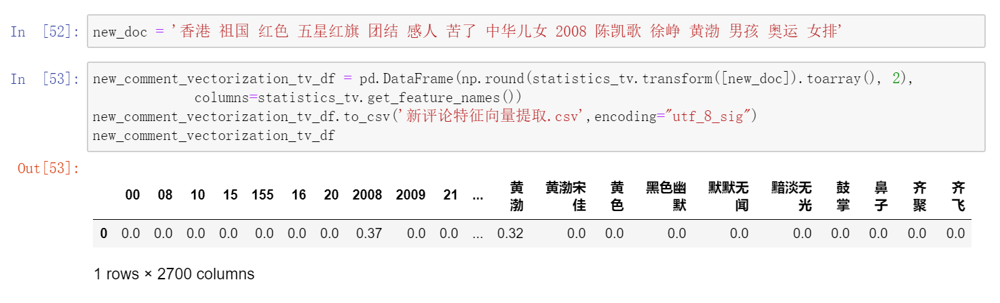 In [52]: new_doc = '香港 祖国 红色 五星红旗 团结 感人 苦了 中华儿女 2008 陈凯歌 徐峥 黄渤 男孩 奥运 女排'
In [53]: new_comment_vectorization_tv_df = pd.DataFrame(np.round(statistics_tv.transform([new_doc]).toarray(), 2),
columns=statistics_tv.get_feature_names())
new_comment_vectorization_tv_df.to_csv('新评论特征向量提取.csv',encoding="utf_8_sig")
new_comment_vectorization_tv_df
Out[53]:
00 08 10 15 155 16 20 2008 2009 21 ... 黄渤 黄渤宋佳 黄色 黑色幽默 默默无闻 黯淡无光 鼓掌 鼻子 齐聚 齐飞
0 0.0 0.0 0.0 0.0 0.0 0.0 0.0 0.37 0.0 0.0 ... 0.32 0.0 0.0 0.0 0.0 0.0 0.0 0.0 0.0 0.0
1 rows × 2700 columns